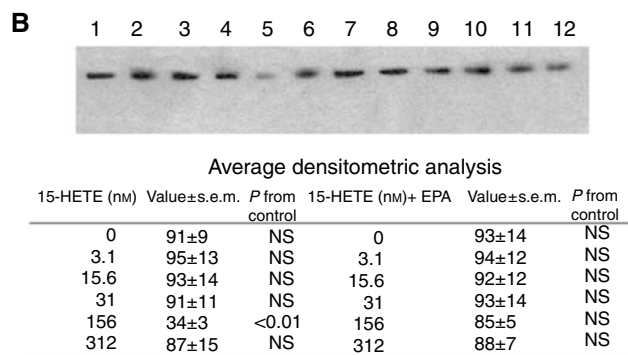 B
1 2 3 4 5 6 7 8 9 10 11 12
Average densitometric analysis
15-HETE (nM) Value±s.e.m. P from control 15-HETE (nM)+ EPA Value±s.e.m. P from control
0 91±9 NS 0 93±14 NS
3.1 95±13 NS 3.1 94±12 NS
15.6 93±14 NS 15.6 92±12 NS
31 91±11 NS 31 93±14 NS
156 34±3 <0.01 156 85±5 NS
312 87±15 NS 312 88±7 NS